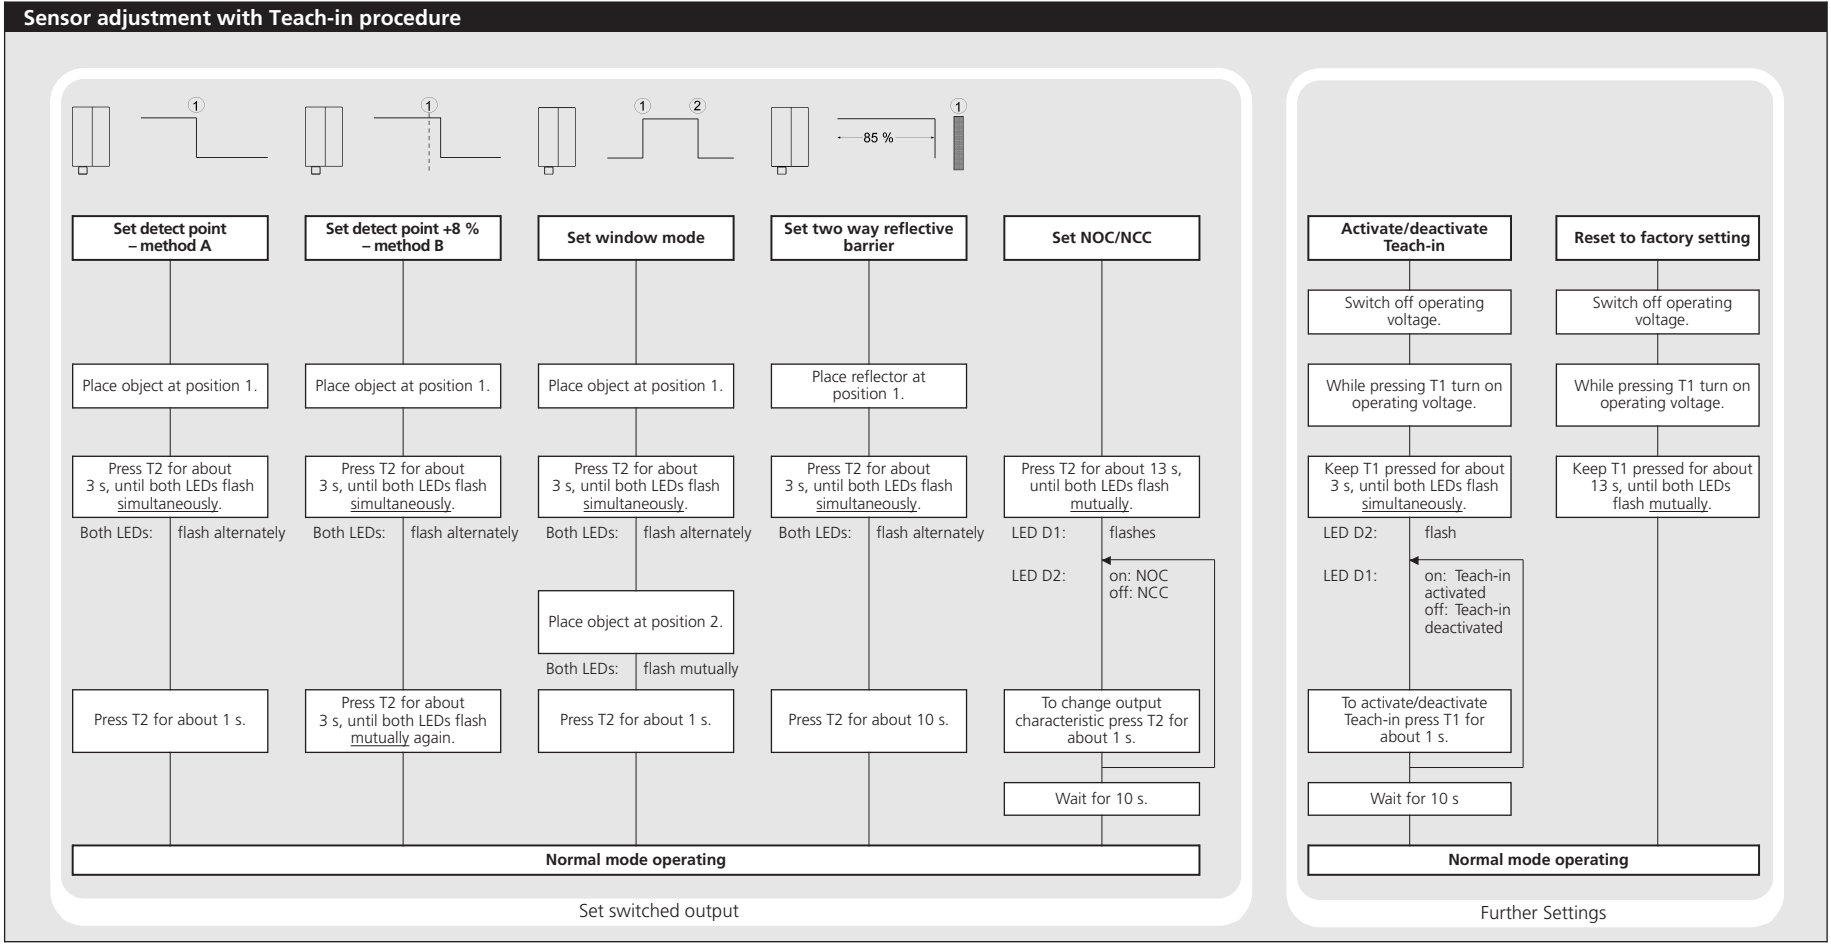 Sensor adjustment with Teach-in procedure
1
1
1
2
85 %
1
Set detect point
– method A
Place object at position 1.
Press T2 for about
3 s, until both LEDs flash
simultaneously.
Both LEDs: flash alternately
Press T2 for about 1 s.
Set detect point +8 %
– method B
Place object at position 1.
Press T2 for about
3 s, until both LEDs flash
simultaneously.
Both LEDs: flash alternately
Press T2 for about
3 s, until both LEDs flash
mutually again.
Set window mode
Place object at position 1.
Press T2 for about
3 s, until both LEDs flash
simultaneously.
Both LEDs: flash alternately
Place object at position 2.
Both LEDs: flash mutually
Press T2 for about 1 s.
Set two way reflective
barrier
Place reflector at
position 1.
Press T2 for about
3 s, until both LEDs flash
simultaneously.
Both LEDs: flash alternately
Press T2 for about 10 s.
Set NOC/NCC
Press T2 for about 13 s,
until both LEDs flash
mutually.
LED D1: flashes
LED D2: on: NOC
off: NCC
To change output
characteristic press T2 for
about 1 s.
Wait for 10 s.
Normal mode operating
Set switched output
Activate/deactivate
Teach-in
Switch off operating
voltage.
While pressing T1 turn on
operating voltage.
Keep T1 pressed for about
3 s, until both LEDs flash
simultaneously.
LED D2: flash
LED D1: on: Teach-in
activated
off: Teach-in
deactivated
To activate/deactivate
Teach-in press T1 for
about 1 s.
Wait for 10 s
Reset to factory setting
Switch off operating
voltage.
While pressing T1 turn on
operating voltage.
Keep T1 pressed for about
13 s, until both LEDs
flash mutually.
Normal mode operating
Further Settings